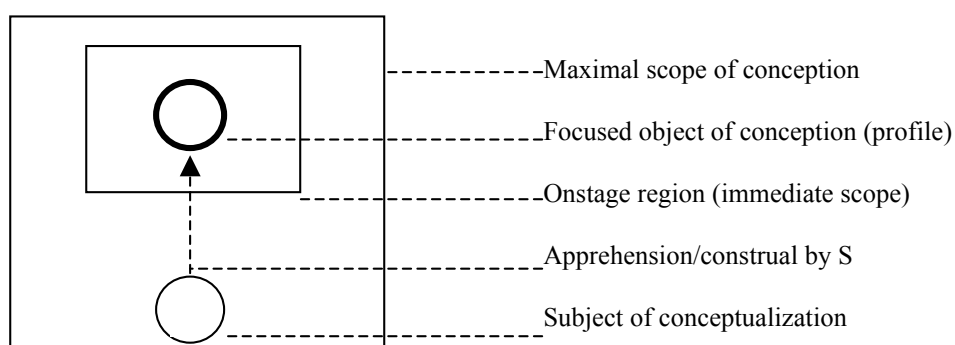 Maximal scope of conception
Focused object of conception (profile)
Onstage region (immediate scope)
Apprehension/construal by S
Subject of conceptualization